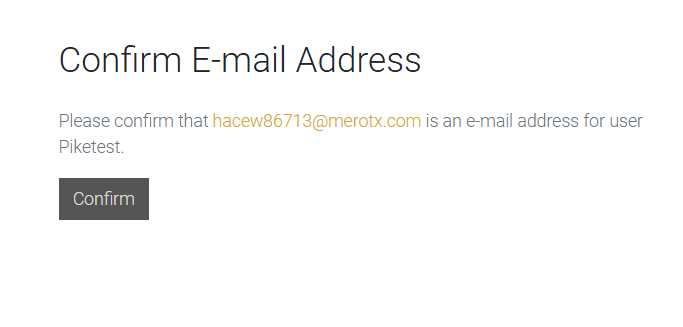 Confirm E-mail Address
Please confirm that hacew86713@merotx.com is an e-mail address for user
Piketest.
Confirm